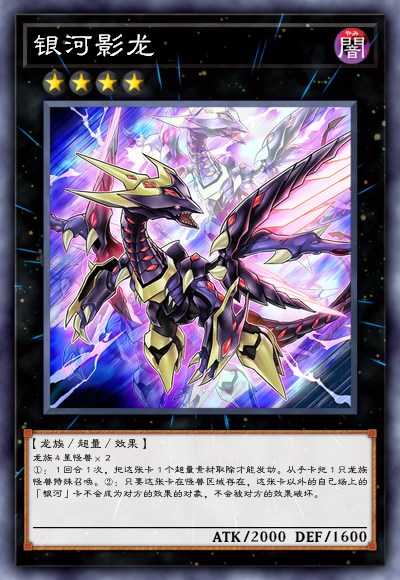 银河影龙
やみ
闇
【龙族／超量／效果】
龙族4星怪兽×2
①：1回合1次，把这张卡1个超量素材取除才能发动。从手卡把1只龙族
怪兽特殊召唤。②：只要这张卡在怪兽区域存在，这张卡以外的自己场上的
「银河」卡不会成为对方的效果的对象，不会被对方的效果破坏。
ATK/2000 DEF/1600